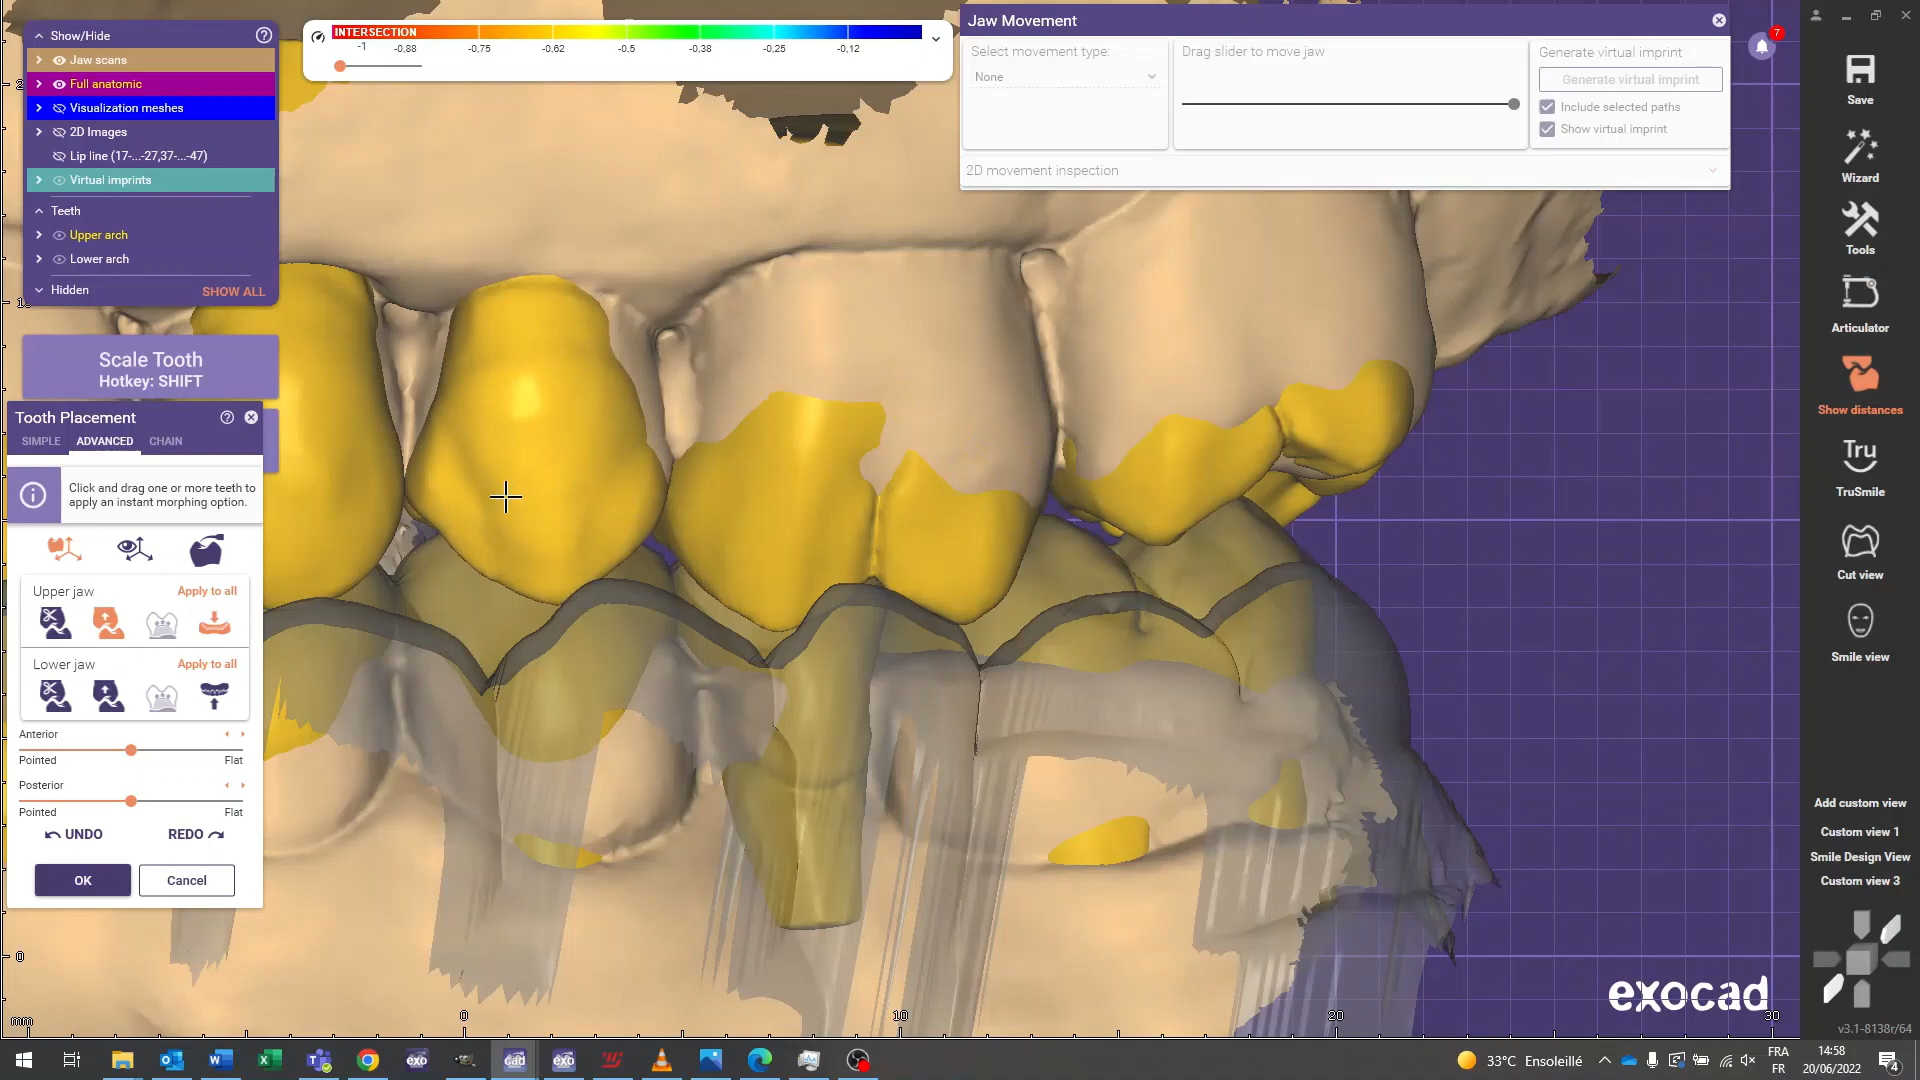 Show/Hide
Jaw scans
Full anatomic
Visualization meshes
2D Images
Lip line (17-...-27,37-...-47)
Virtual imprints
Teeth
Upper arch
Lower arch
Hidden
SHOW ALL
Scale Tooth
Hotkey: SHIFT
Tooth Placement
SIMPLE ADVANCED CHAIN
Click and drag one or more teeth to
apply an instant morphing option.
Upper jaw Apply to all
Lower jaw Apply to all
Anterior
Pointed Flat
Posterior
Pointed Flat
UNDO REDO
OK Cancel
INTERSECTION
-1 -0,88 -0,75 -0,62 -0,5 -0,38 -0,25 -0,12
Jaw Movement
Select movement type:
None
Drag slider to move jaw
Generate virtual imprint
Generate virtual imprint
Include selected paths
Show virtual imprint
2D movement inspection
7
Save
Wizard
Tools
Articulator
Show distances
Tru
TruSmile
Cut view
Smile view
Add custom view
Custom view 1
Smile Design View
Custom view 3
exocad
v3.1-8138r/64
0
mm
0 10 20 30
exo cad exo
33°C Ensoleillé
FRA
FR
14:58
20/06/2022
4